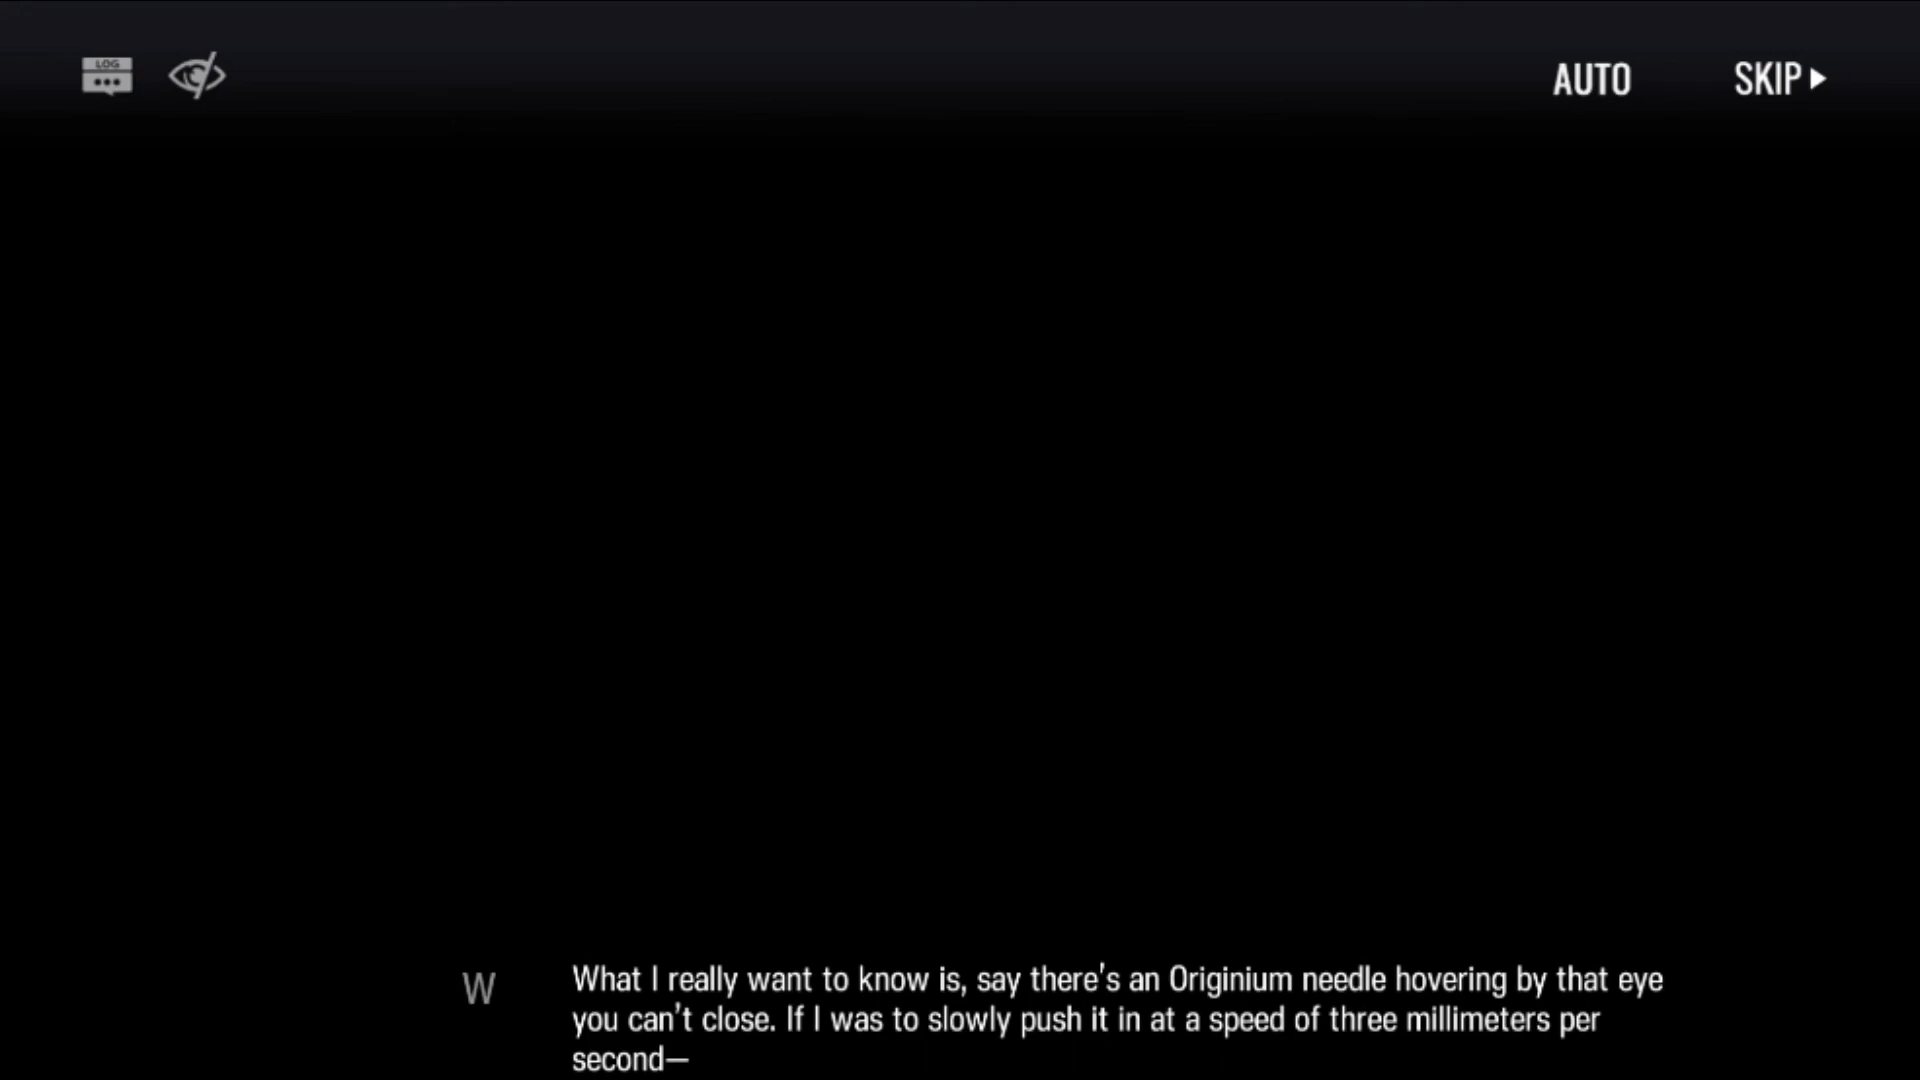 LOG
AUTO
SKIP
W
What I really want to know is, say there's an Originium needle hovering by that eye
you can't close. If I was to slowly push it in at a speed of three millimeters per
second—